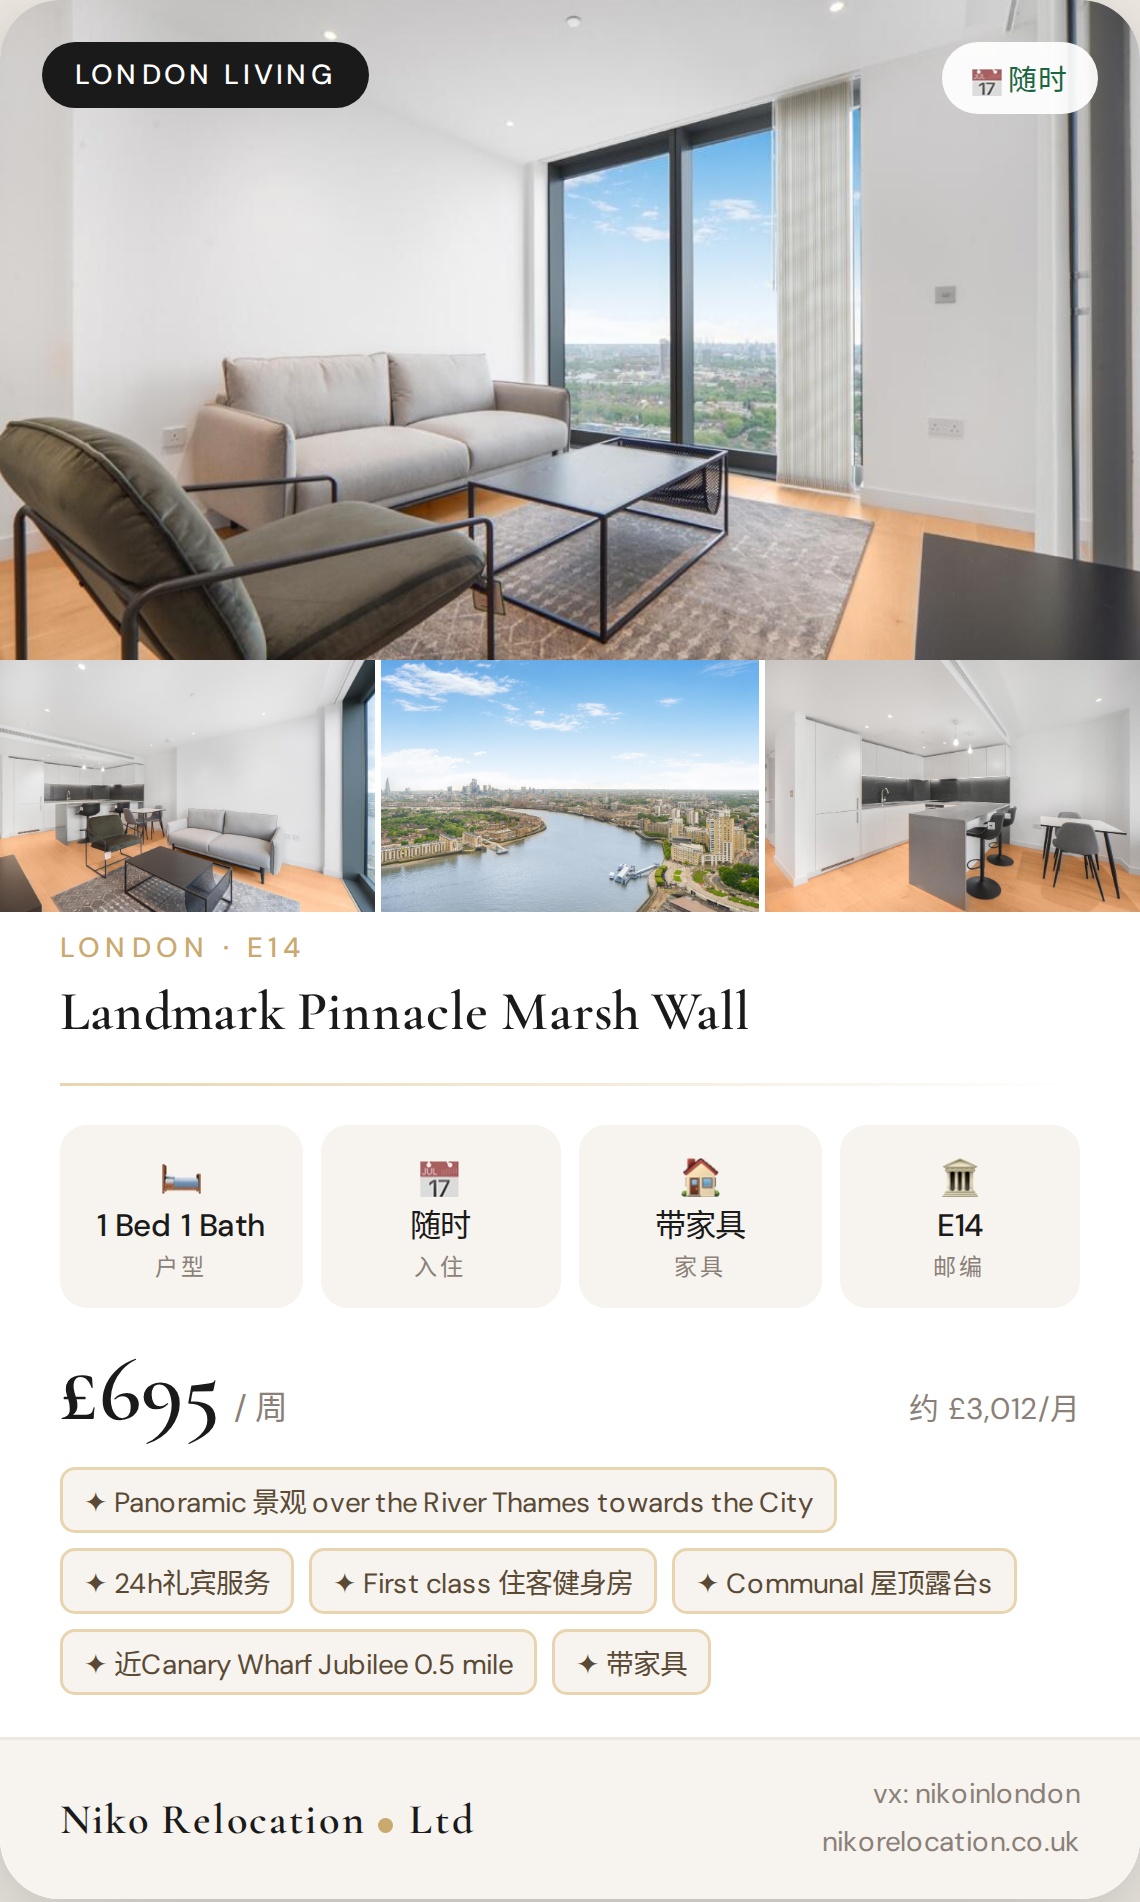 LONDON LIVING
随时
LONDON · E14
Landmark Pinnacle Marsh Wall
1 Bed 1 Bath
户型
随时
入住
带家具
家具
E14
邮编
£695 / 周
约 £3,012/月
✦ Panoramic 景观 over the River Thames towards the City
✦ 24h礼宾服务
✦ First class 住客健身房
✦ Communal 屋顶露台s
✦ 近Canary Wharf Jubilee 0.5 mile
✦ 带家具
Niko Relocation • Ltd
vx: nikoinlondon
nikorelocation.co.uk